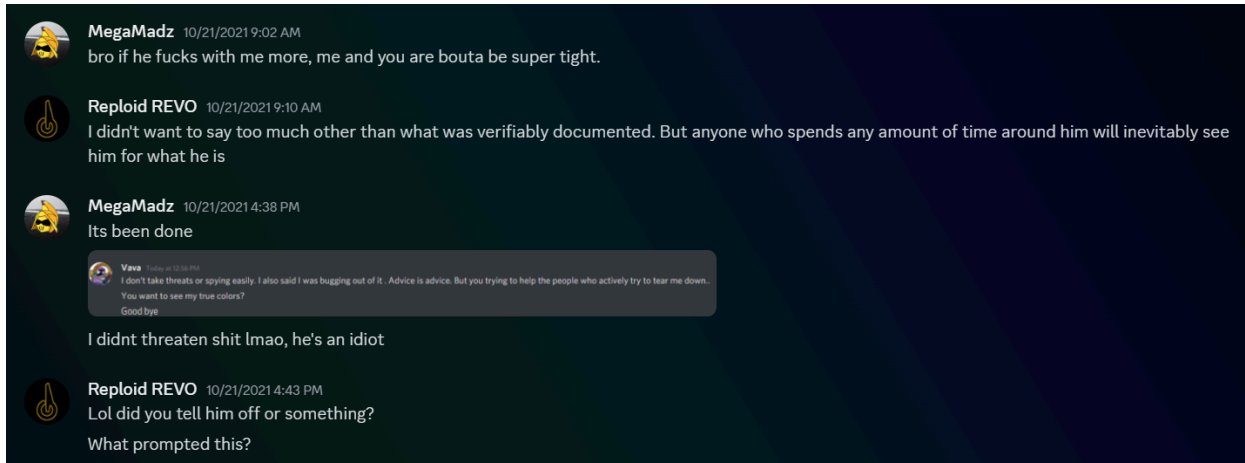 MegaMadz 10/21/2021 9:02 AM
bro if he fucks with me more, me and you are bouta be super tight.
Reploid REVO 10/21/2021 9:10 AM
I didn't want to say too much other than what was verifiably documented. But anyone who spends any amount of time around him will inevitably see
him for what he is
MegaMadz 10/21/2021 4:38 PM
Its been done
Vava Today at 12:56 PM
I don't take threats or spying easily. I also said I was bugging out of it . Advice is advice. But you trying to help the people who actively try to tear me down..
You want to see my true colors?
Good bye
I didnt threaten shit lmao, he's an idiot
Reploid REVO 10/21/2021 4:43 PM
Lol did you tell him off or something?
What prompted this?